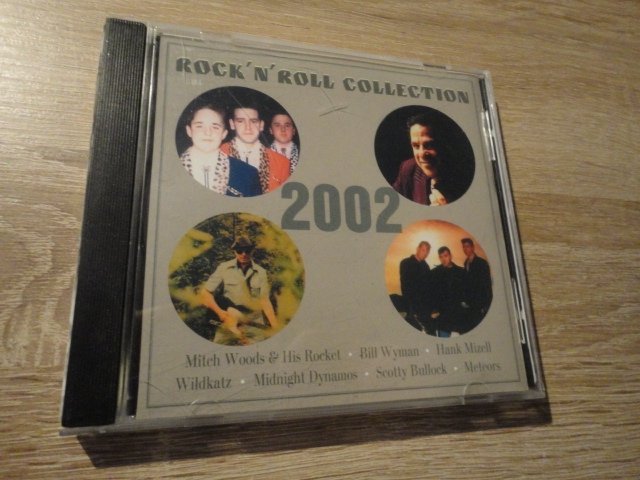 ROCK'N'ROLL COLLECTION
2002
Mitch Woods & His Rocket · Bill Wyman · Hank Mizell
Wildkatz · Midnight Dynamos · Scotty Bullock · Meteors